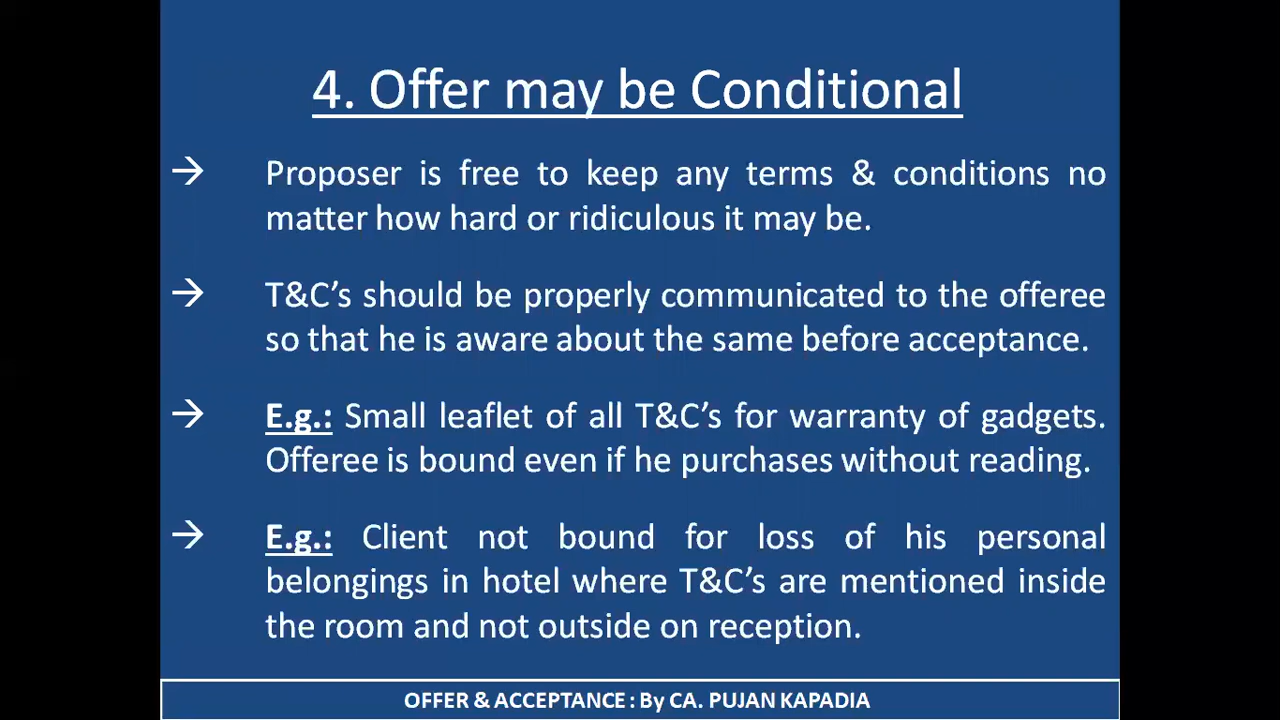 4. Offer may be Conditional
→ Proposer is free to keep any terms & conditions no
matter how hard or ridiculous it may be.
→ T&C’s should be properly communicated to the offeree
so that he is aware about the same before acceptance.
→ E.g.: Small leaflet of all T&C’s for warranty of gadgets.
Offeree is bound even if he purchases without reading.
→ E.g.: Client not bound for loss of his personal
belongings in hotel where T&C’s are mentioned inside
the room and not outside on reception.
OFFER & ACCEPTANCE : By CA. PUJAN KAPADIA